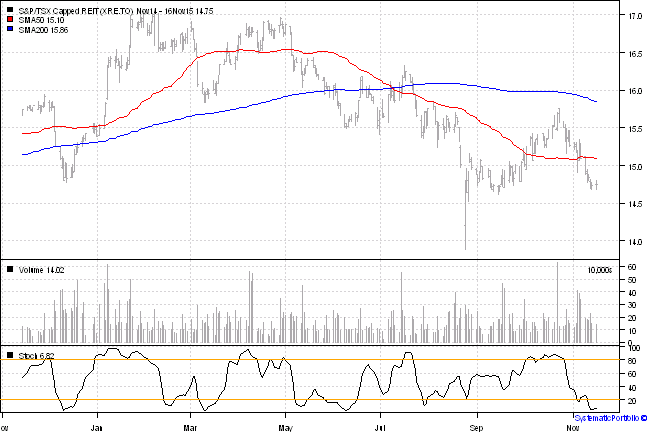 S&P/TSX Capped REIT(XRE.TO) Nov14 - 16Nov15 14.75
SMA50 15.10
SMA200 15.86
17.0
16.5
16.0
15.5
15.0
14.5
14.0
Volume 14.02
10,000s
60
50
40
30
20
10
0
Stoch 6.82
100
80
60
40
20
ov
Jan
Mar
May
Jul
Sep
Nov
SystematicPortfolio ©